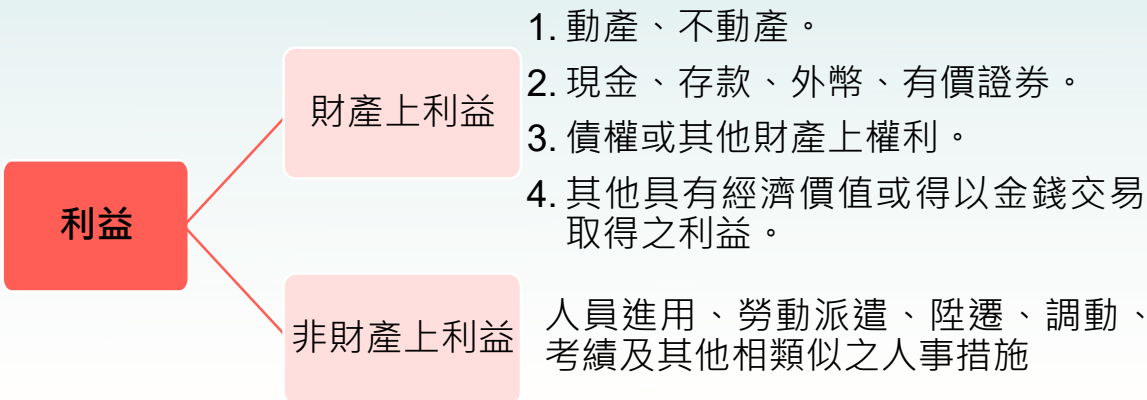 利益
財產上利益
1. 動產、不動產。
2. 現金、存款、外幣、有價證券。
3. 債權或其他財產上權利。
4. 其他具有經濟價值或得以金錢交易
取得之利益。
非財產上利益
人員進用、勞動派遣、陞遷、調動、
考績及其他相類似之人事措施